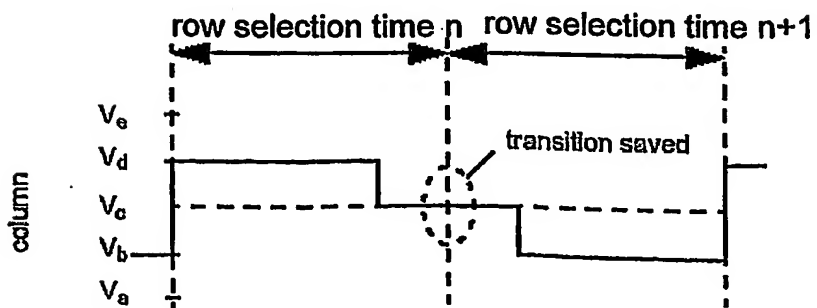 row selection time n row selection time n+1
Ve
Vd
transition saved
Vc
Vb
Va
column